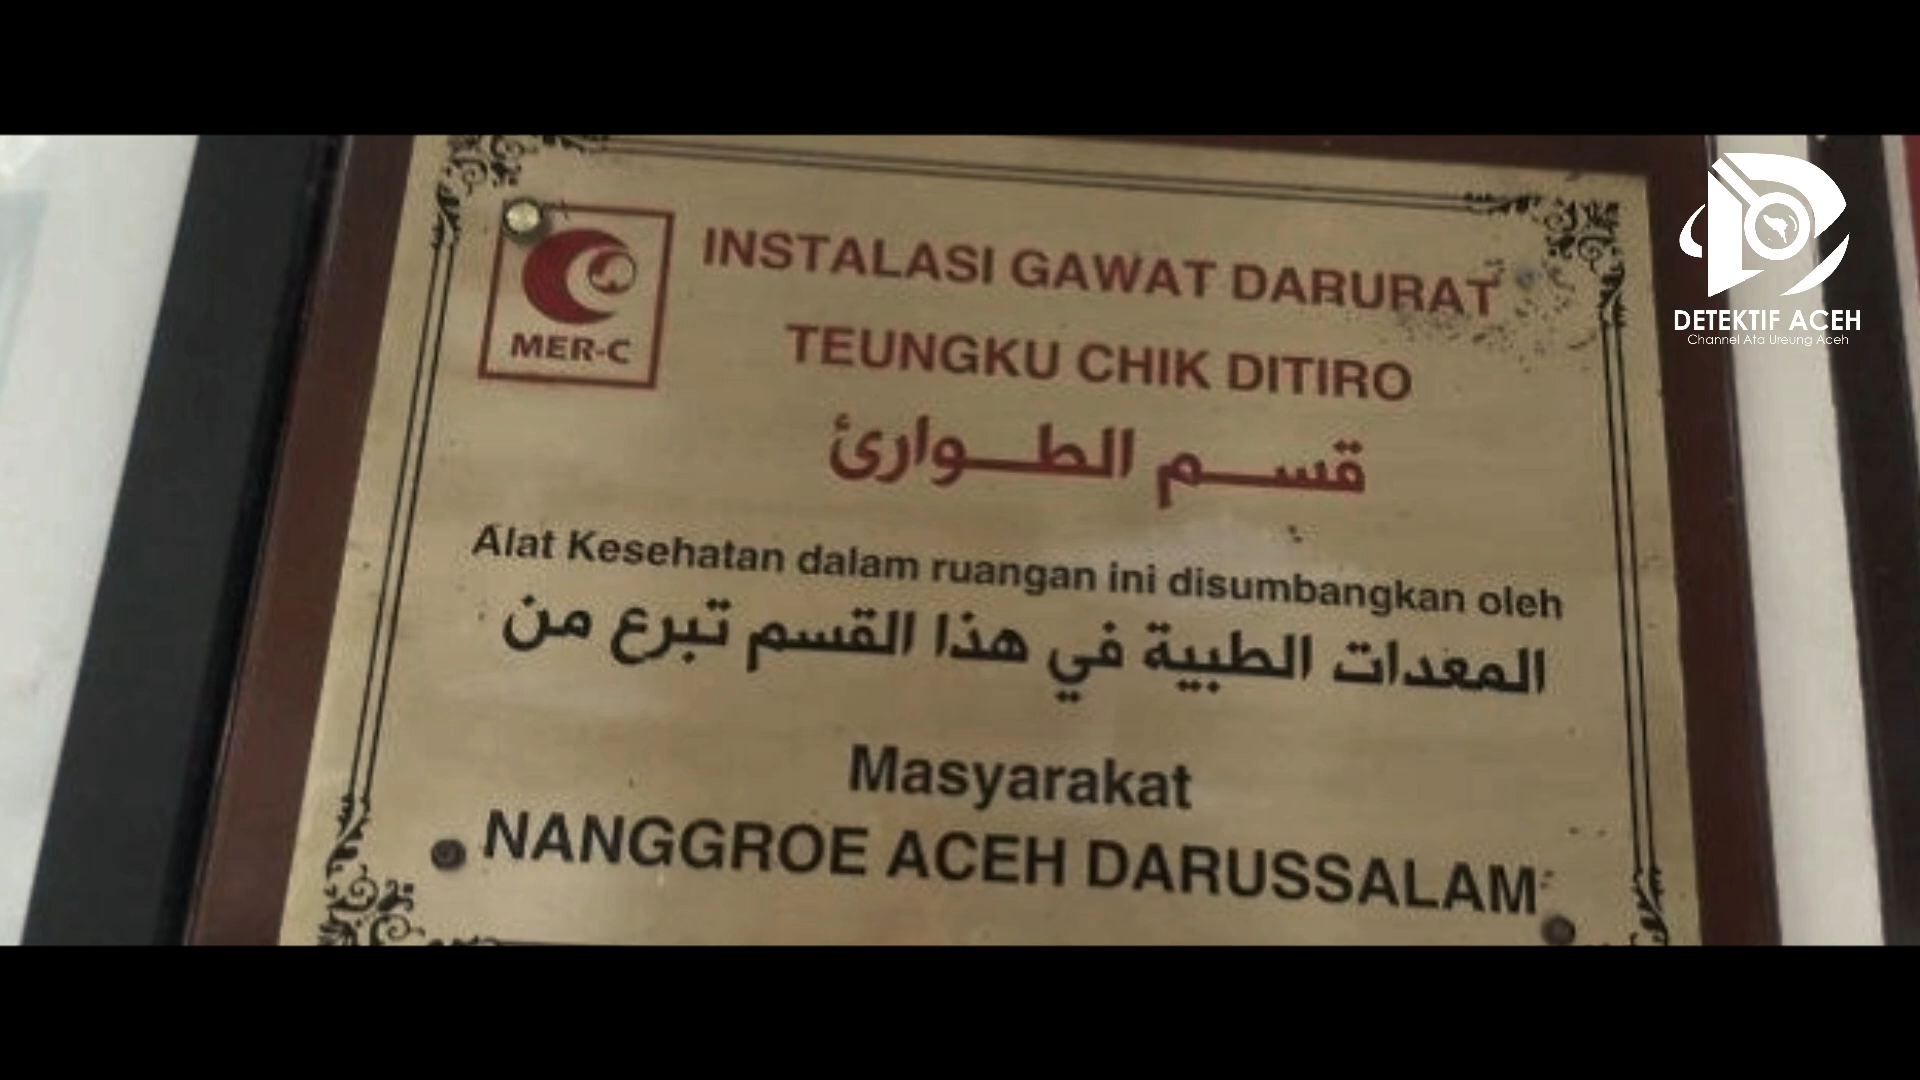 MER-C
INSTALASI GAWAT DARURAT
TEUNGKU CHIK DITIRO
قسم الطوارئ
Alat Kesehatan dalam ruangan ini disumbangkan oleh
المعدات الطبية في هذا القسم تبرع من
Masyarakat
NANGGROE ACEH DARUSSALAM
DETEKTIF ACEH
Channel Ata Ureung Aceh